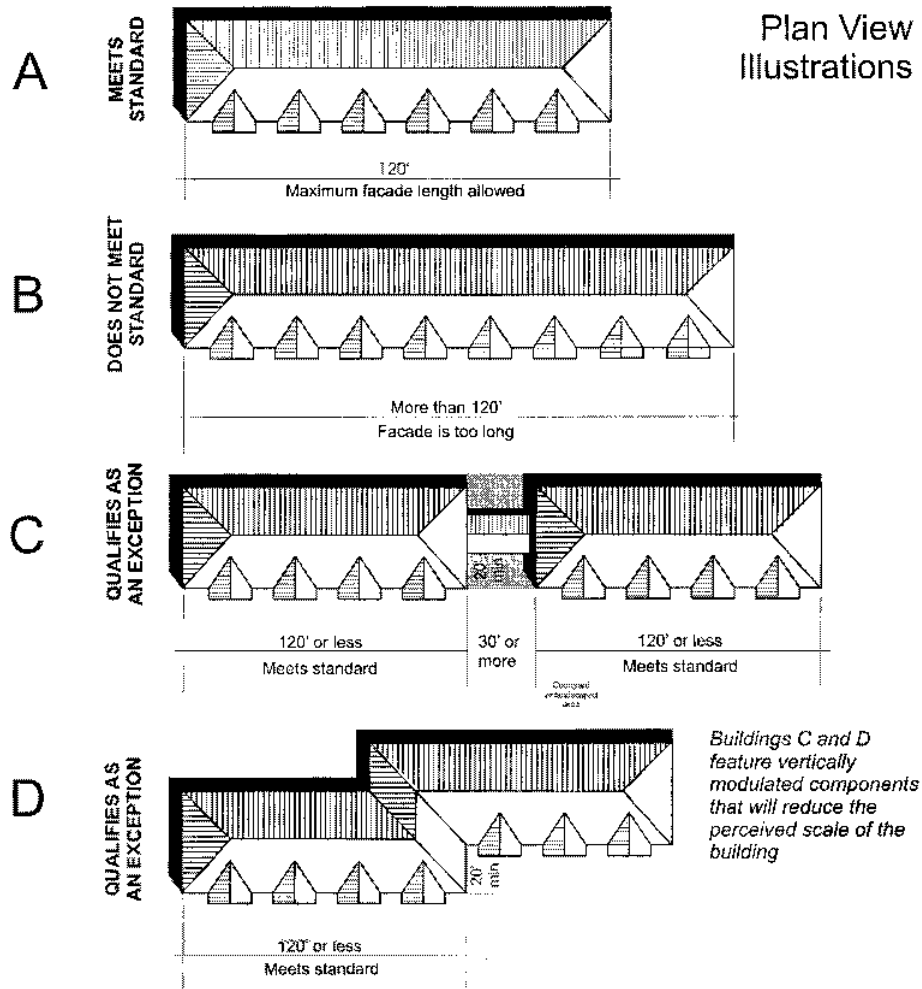 Plan View
Illustrations
A
MEETS
STANDARD
120'
Maximum facade length allowed
B
DOES NOT MEET
STANDARD
More than 120'
Facade is too long
C
QUALIFIES AS
AN EXCEPTION
20'
min
120' or less
Meets standard
30' or
more
120' or less
Meets standard
D
QUALIFIES AS
AN EXCEPTION
Buildings C and D
feature vertically
modulated components
that will reduce the
perceived scale of the
building
20'
min
120' or less
Meets standard